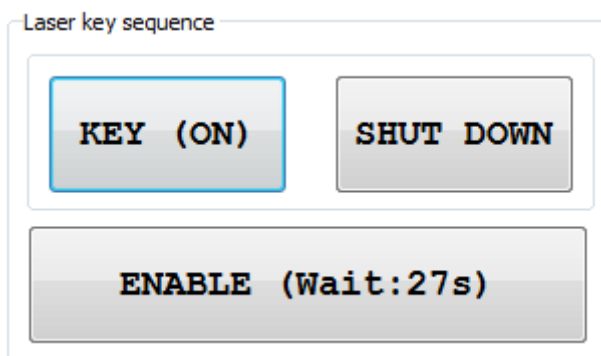 Laser key sequence
KEY (ON) SHUT DOWN
ENABLE (Wait:27s)